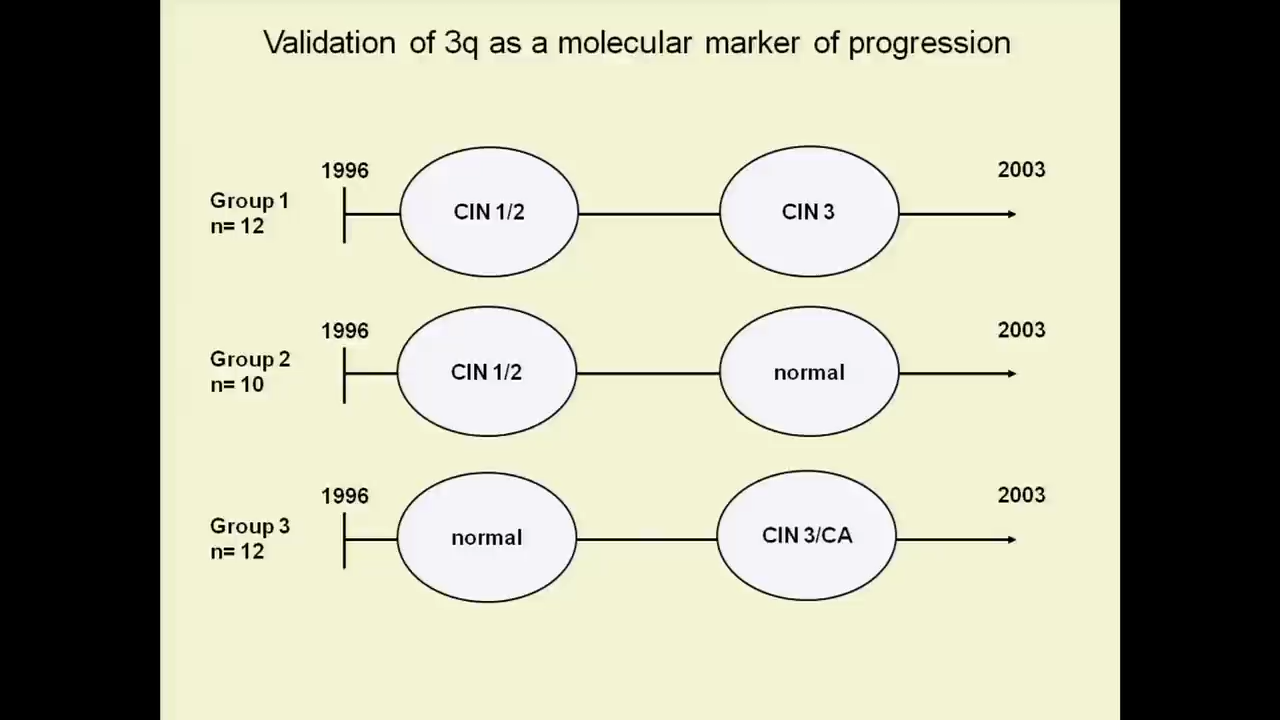 Validation of 3q as a molecular marker of progression
1996
2003
Group 1
n= 12
CIN 1/2
CIN 3
1996
2003
Group 2
n= 10
CIN 1/2
normal
1996
2003
Group 3
n= 12
normal
CIN 3/CA